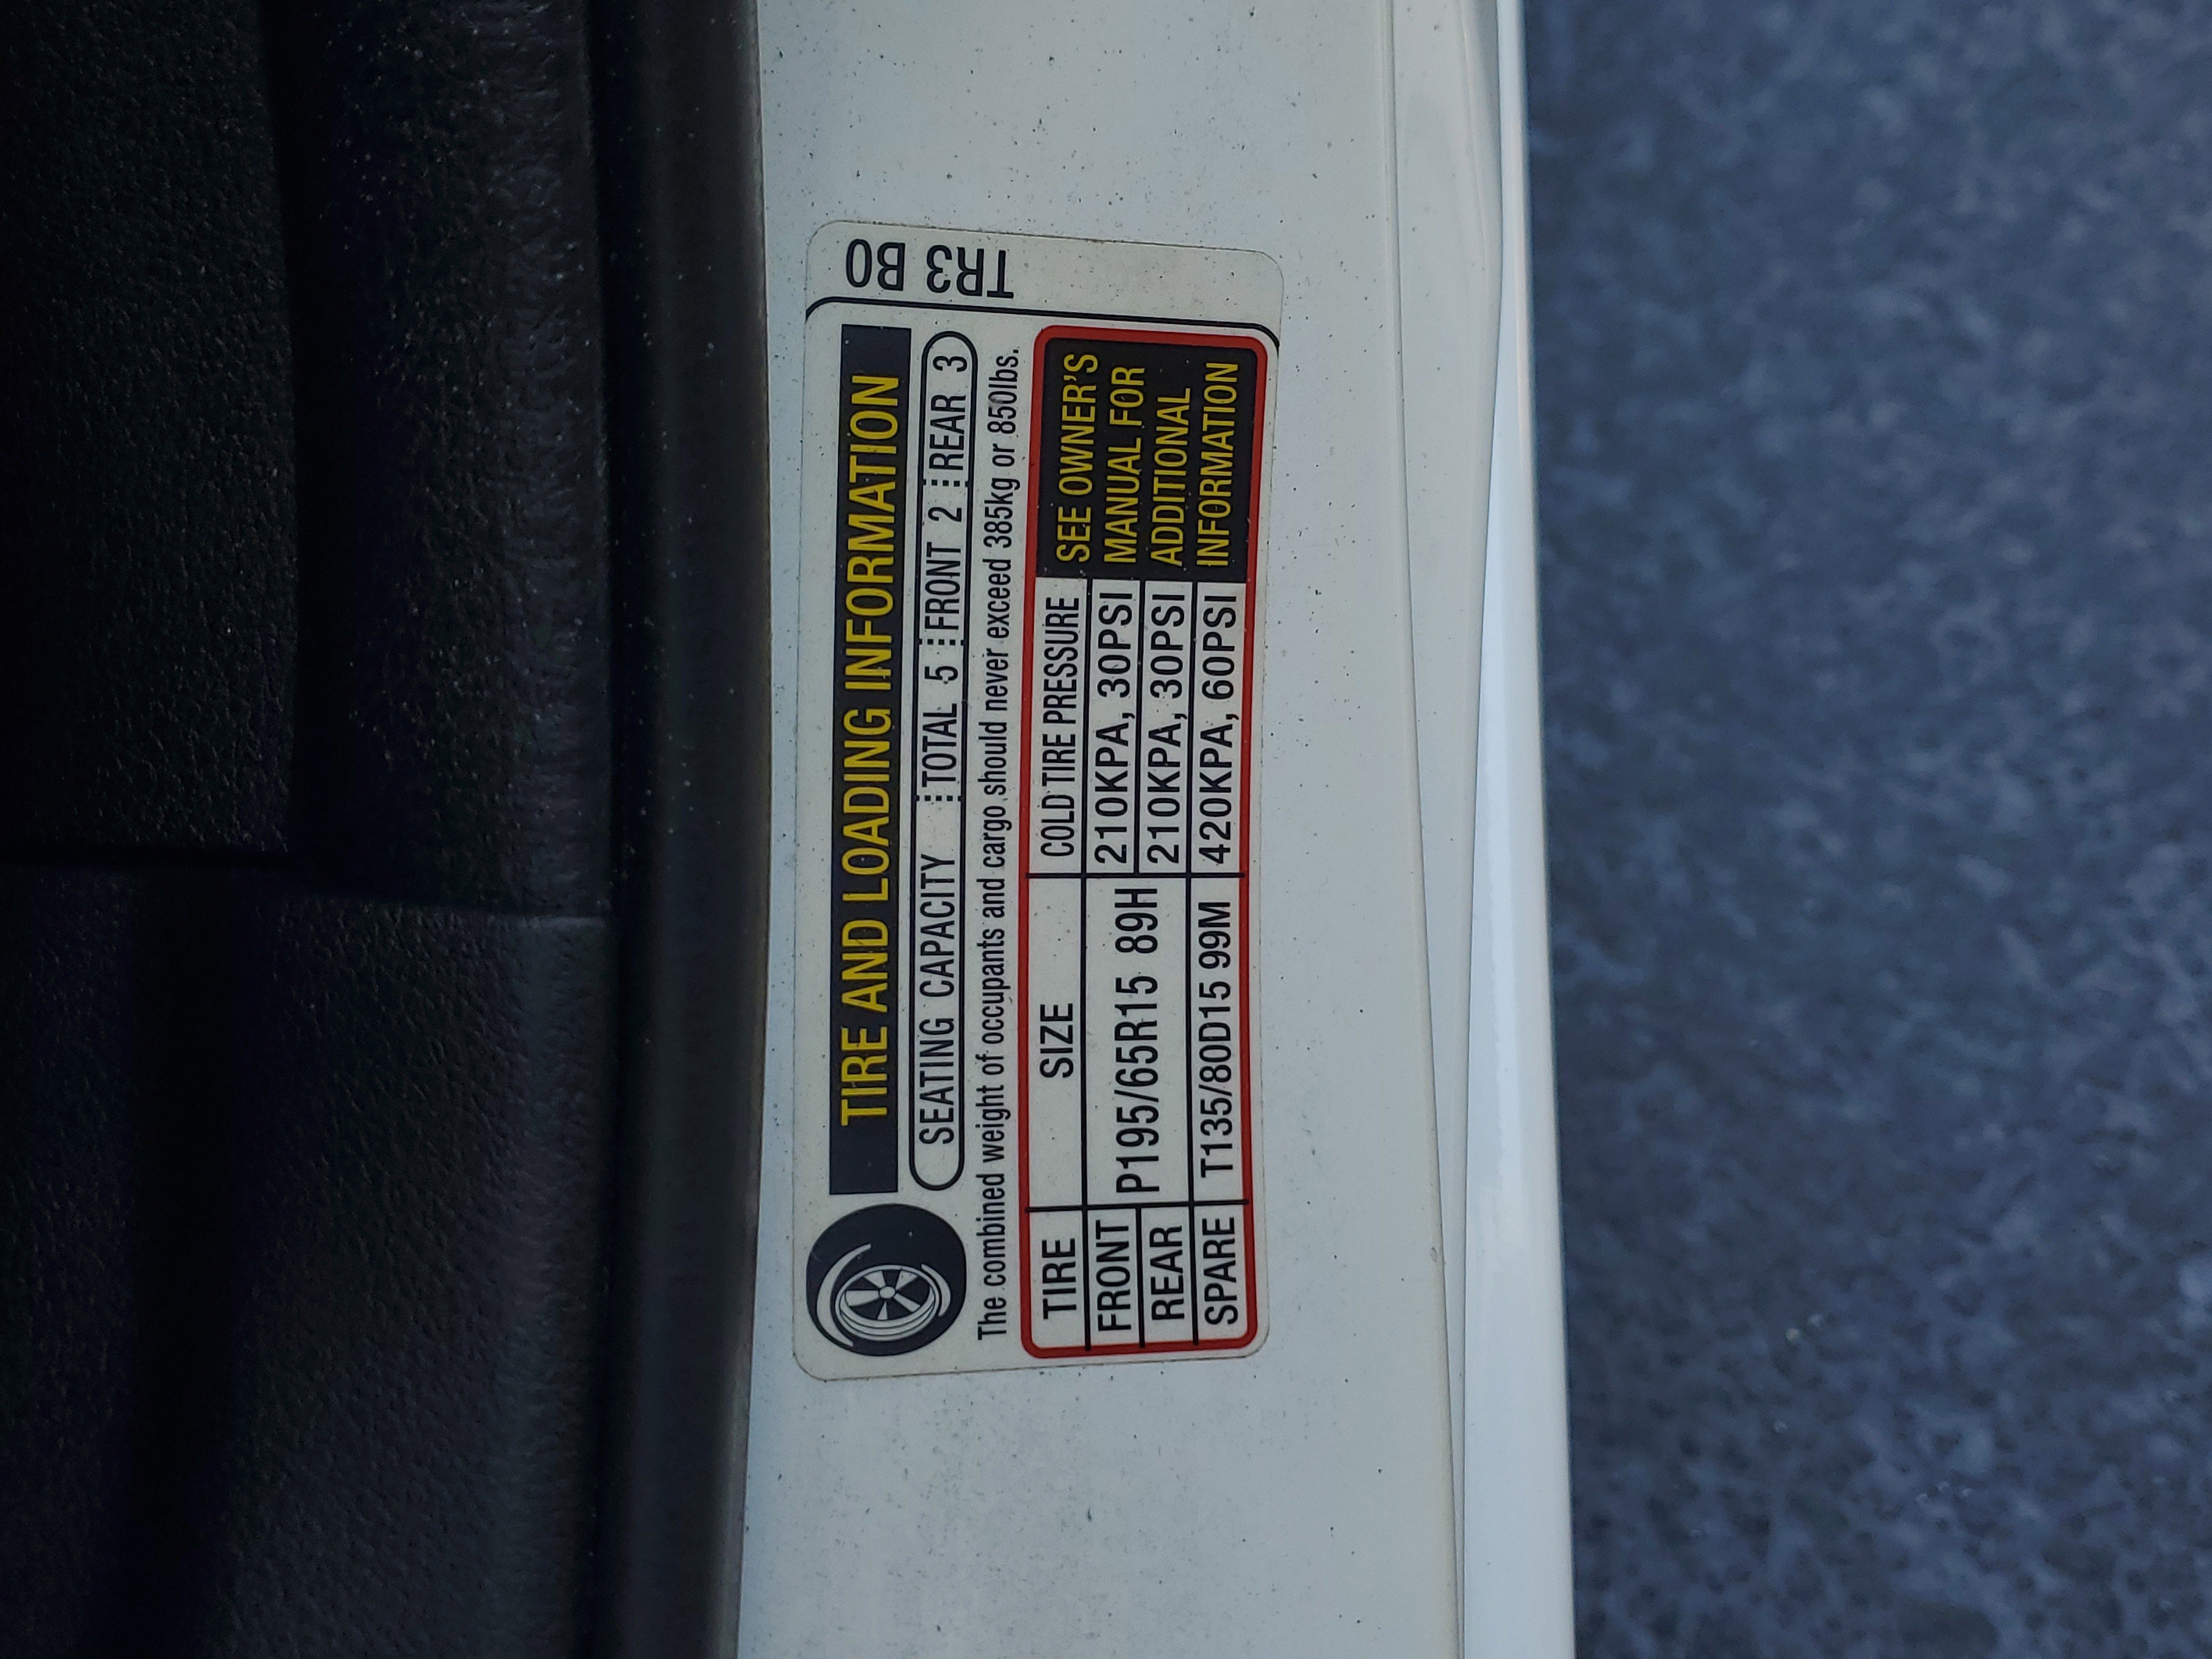 TIRE AND LOADING INFORMATION
SEATING CAPACITY TOTAL 5 FRONT 2 REAR 3
The combined weight of occupants and cargo should never exceed 385kg or 850lbs.
TIRE SIZE COLD TIRE PRESSURE
FRONT P195/65R15 89H 210KPA, 30PSI
REAR 210KPA, 30PSI
SPARE T135/80D15 99M 420KPA, 60PSI
SEE OWNER'S
MANUAL FOR
ADDITIONAL
INFORMATION
TR3 B0